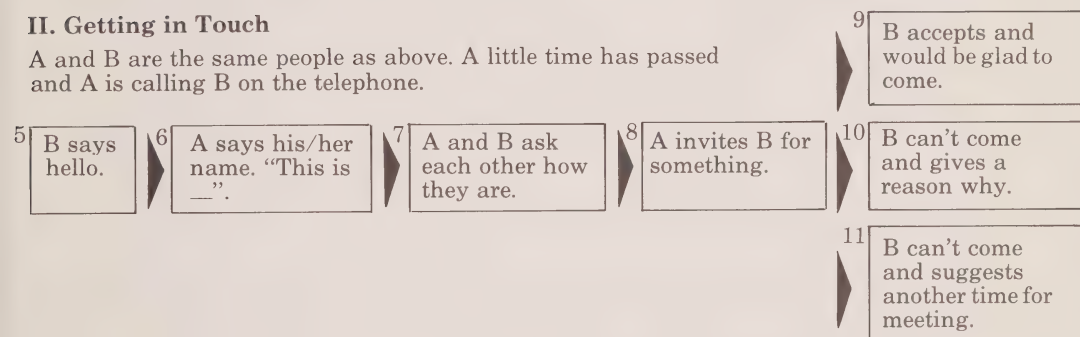 II. Getting in Touch
A and B are the same people as above. A little time has passed
and A is calling B on the telephone.
5
B says
hello.
6
A says his/her
name. “This is
__”.
7
A and B ask
each other how
they are.
8
A invites B for
something.
9
B accepts and
would be glad to
come.
10
B can't come
and gives a
reason why.
11
B can't come
and suggests
another time for
meeting.